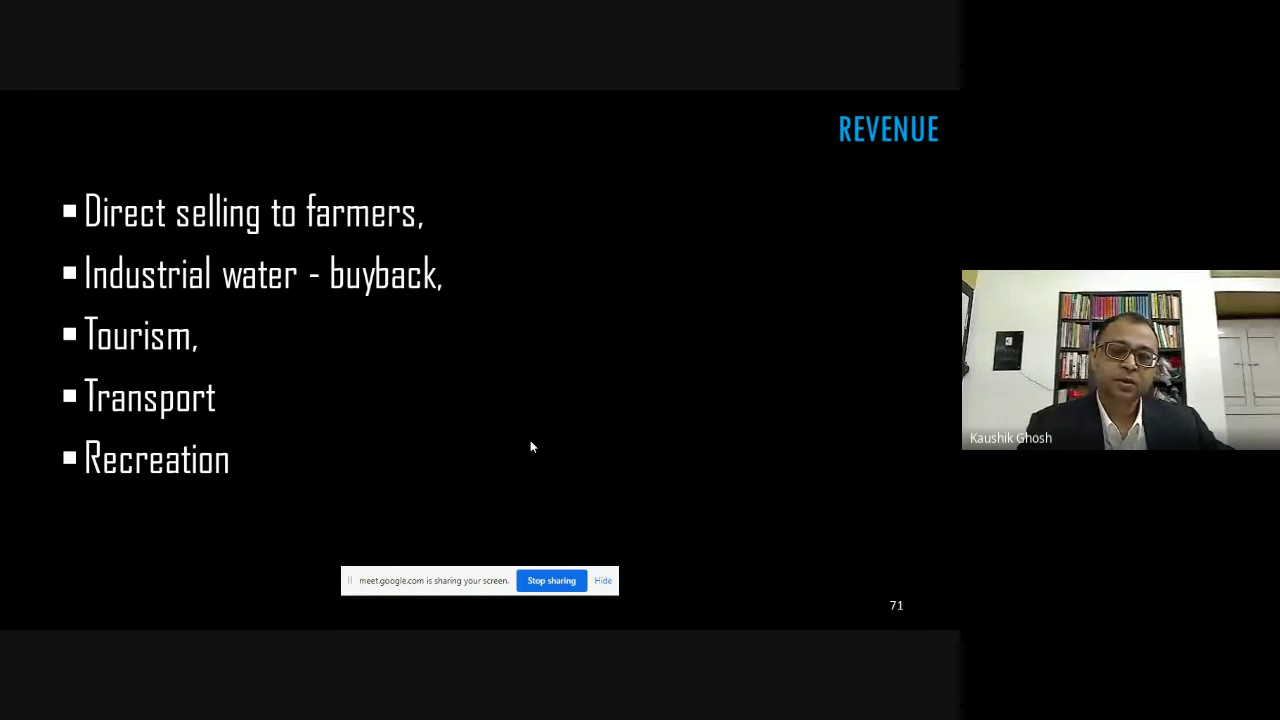 REVENUE
▪ Direct selling to farmers,
▪ Industrial water - buyback,
▪ Tourism,
▪ Transport
▪ Recreation
Kaushik Ghosh
meet.google.com is sharing your screen. Stop sharing Hide
71